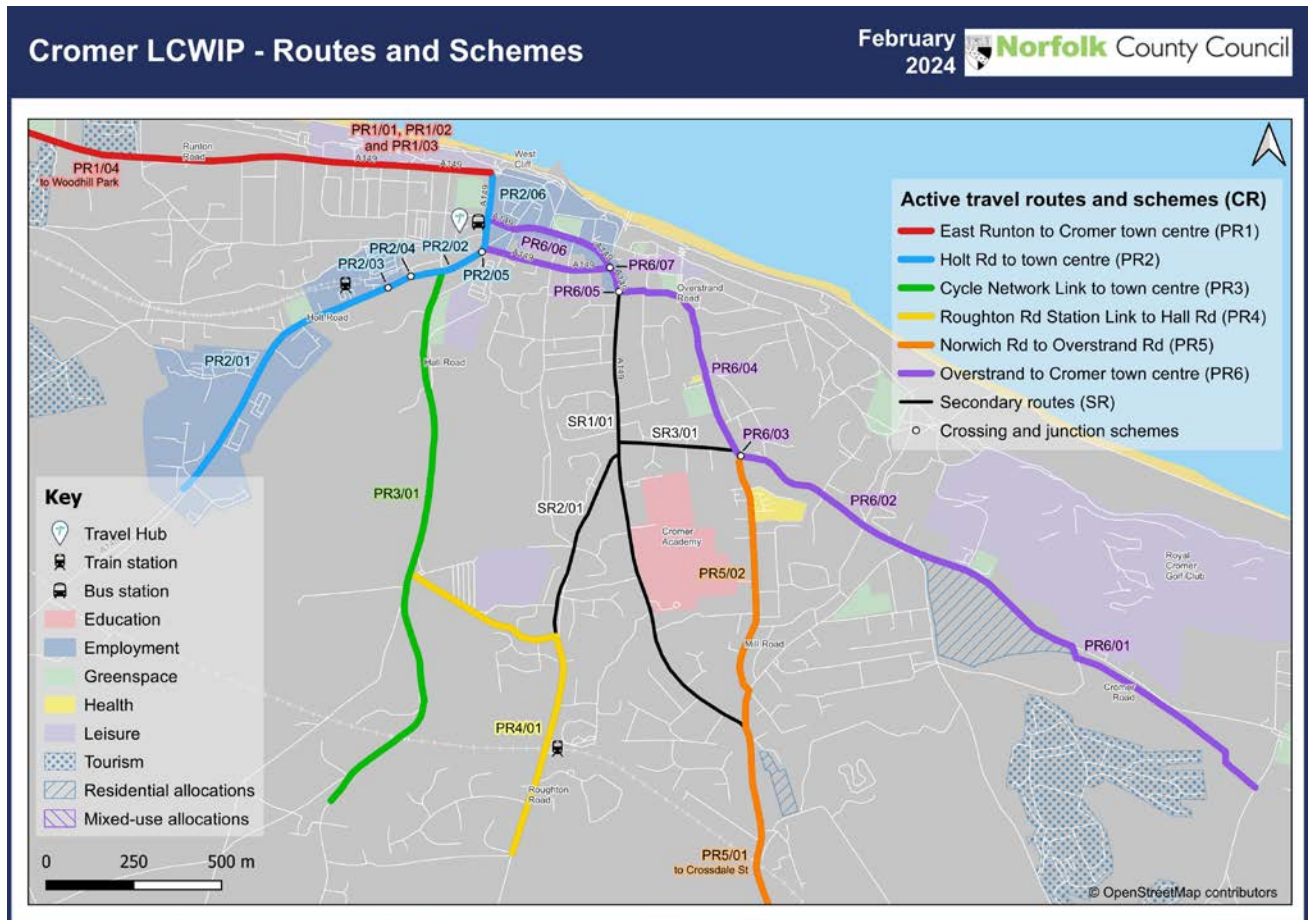 Cromer LCWIP - Routes and Schemes
February
2024
Norfolk County Council
PR1/01, PR1/02
and PR1/03
Runton
Road
A149
A149
West
Cliff
PR1/04
to Woodhill Park
A149
PR2/06
A149
PR2/04
PR2/02
PR6/06
A149
PR2/03
A149
A149
PR6/07
A149
PR2/05
PR6/05
Overstrand
Road
Holt Road
PR2/01
Hall Road
A149
PR6/04
SR1/01
SR3/01
PR6/03
PR3/01
SR2/01
PR6/02
Cromer
Academy
Royal
Cromer
Golf Club
PR5/02
Mill Road
PR6/01
Cromer
Road
PR4/01
Roughton
Road
PR5/01
to Crossdale St
Active travel routes and schemes (CR)
East Runton to Cromer town centre (PR1)
Holt Rd to town centre (PR2)
Cycle Network Link to town centre (PR3)
Roughton Rd Station Link to Hall Rd (PR4)
Norwich Rd to Overstrand Rd (PR5)
Overstrand to Cromer town centre (PR6)
Secondary routes (SR)
Crossing and junction schemes
Key
Travel Hub
Train station
Bus station
Education
Employment
Greenspace
Health
Leisure
Tourism
Residential allocations
Mixed-use allocations
0 250 500 m
© OpenStreetMap contributors